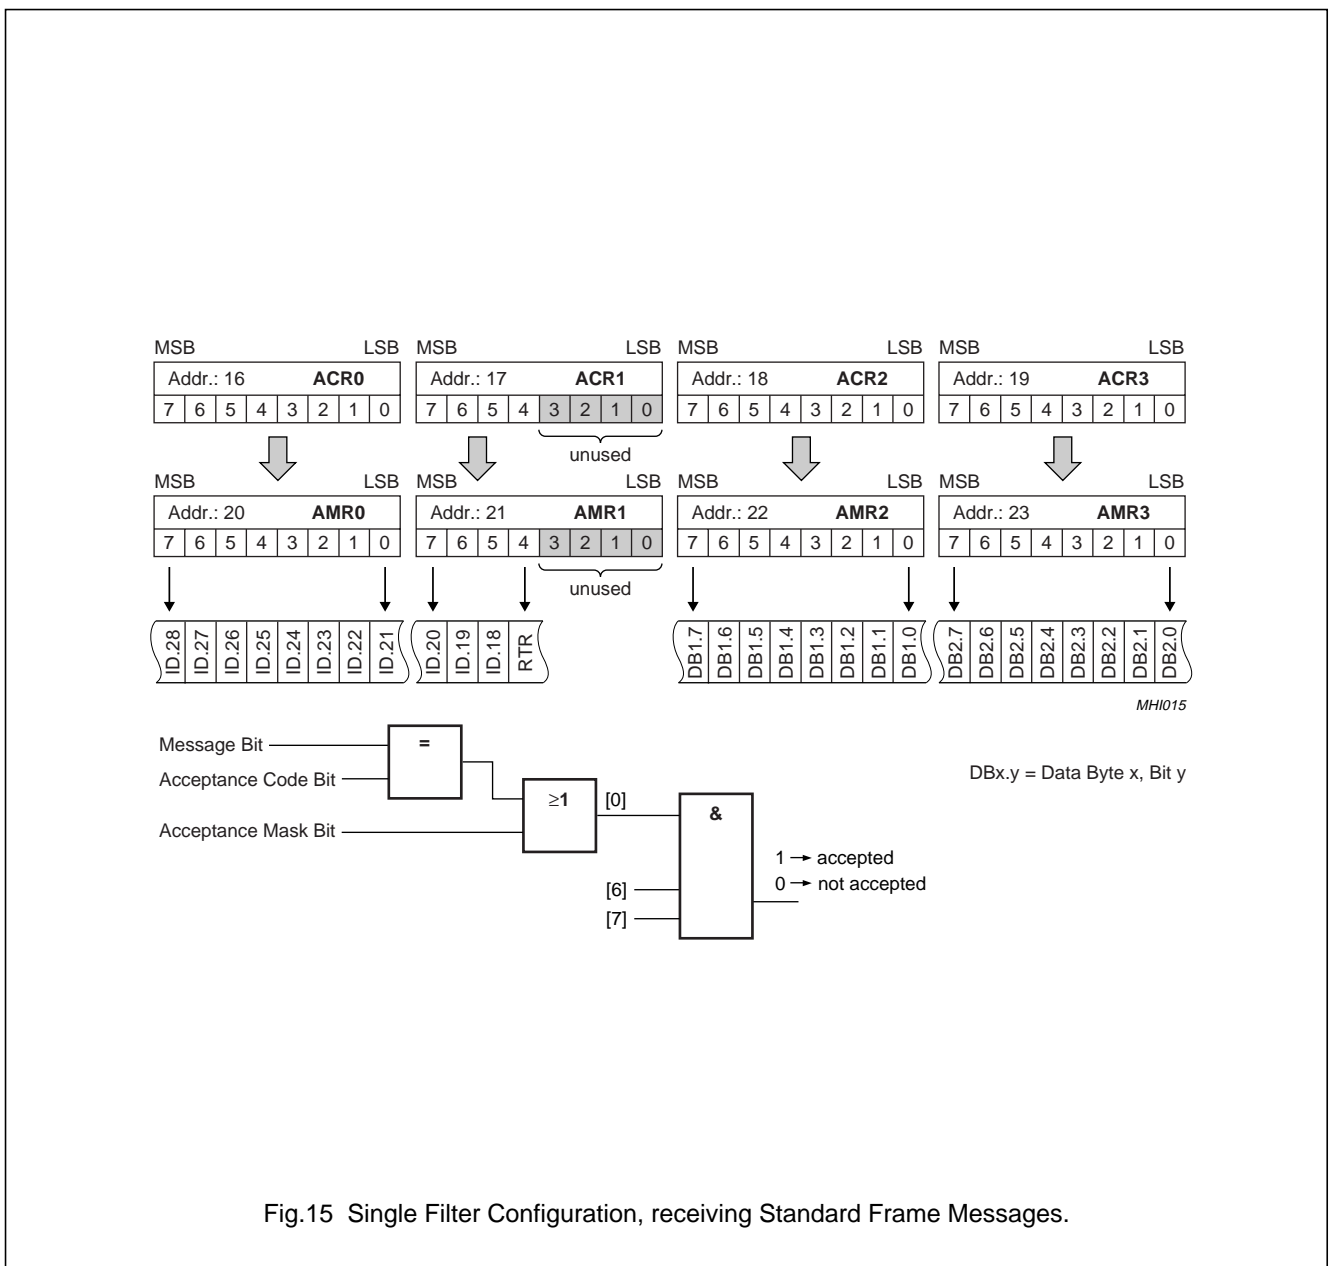 MSB LSB MSB LSB MSB LSB MSB LSB
Addr.: 16 ACR0 Addr.: 17 ACR1 Addr.: 18 ACR2 Addr.: 19 ACR3
7 6 5 4 3 2 1 0 7 6 5 4 3 2 1 0 7 6 5 4 3 2 1 0 7 6 5 4 3 2 1 0
unused
MSB LSB MSB LSB MSB LSB MSB LSB
Addr.: 20 AMR0 Addr.: 21 AMR1 Addr.: 22 AMR2 Addr.: 23 AMR3
7 6 5 4 3 2 1 0 7 6 5 4 3 2 1 0 7 6 5 4 3 2 1 0 7 6 5 4 3 2 1 0
unused
ID.28 ID.27 ID.26 ID.25 ID.24 ID.23 ID.22 ID.21 ID.20 ID.19 ID.18 RTR DB1.7 DB1.6 DB1.5 DB1.4 DB1.3 DB1.2 DB1.1 DB1.0 DB2.7 DB2.6 DB2.5 DB2.4 DB2.3 DB2.2 DB2.1 DB2.0
MHI015
Message Bit =
Acceptance Code Bit
DBx.y = Data Byte x, Bit y
≥1 [0] &
Acceptance Mask Bit
1 → accepted
[6] 0 → not accepted
[7]
Fig.15 Single Filter Configuration, receiving Standard Frame Messages.